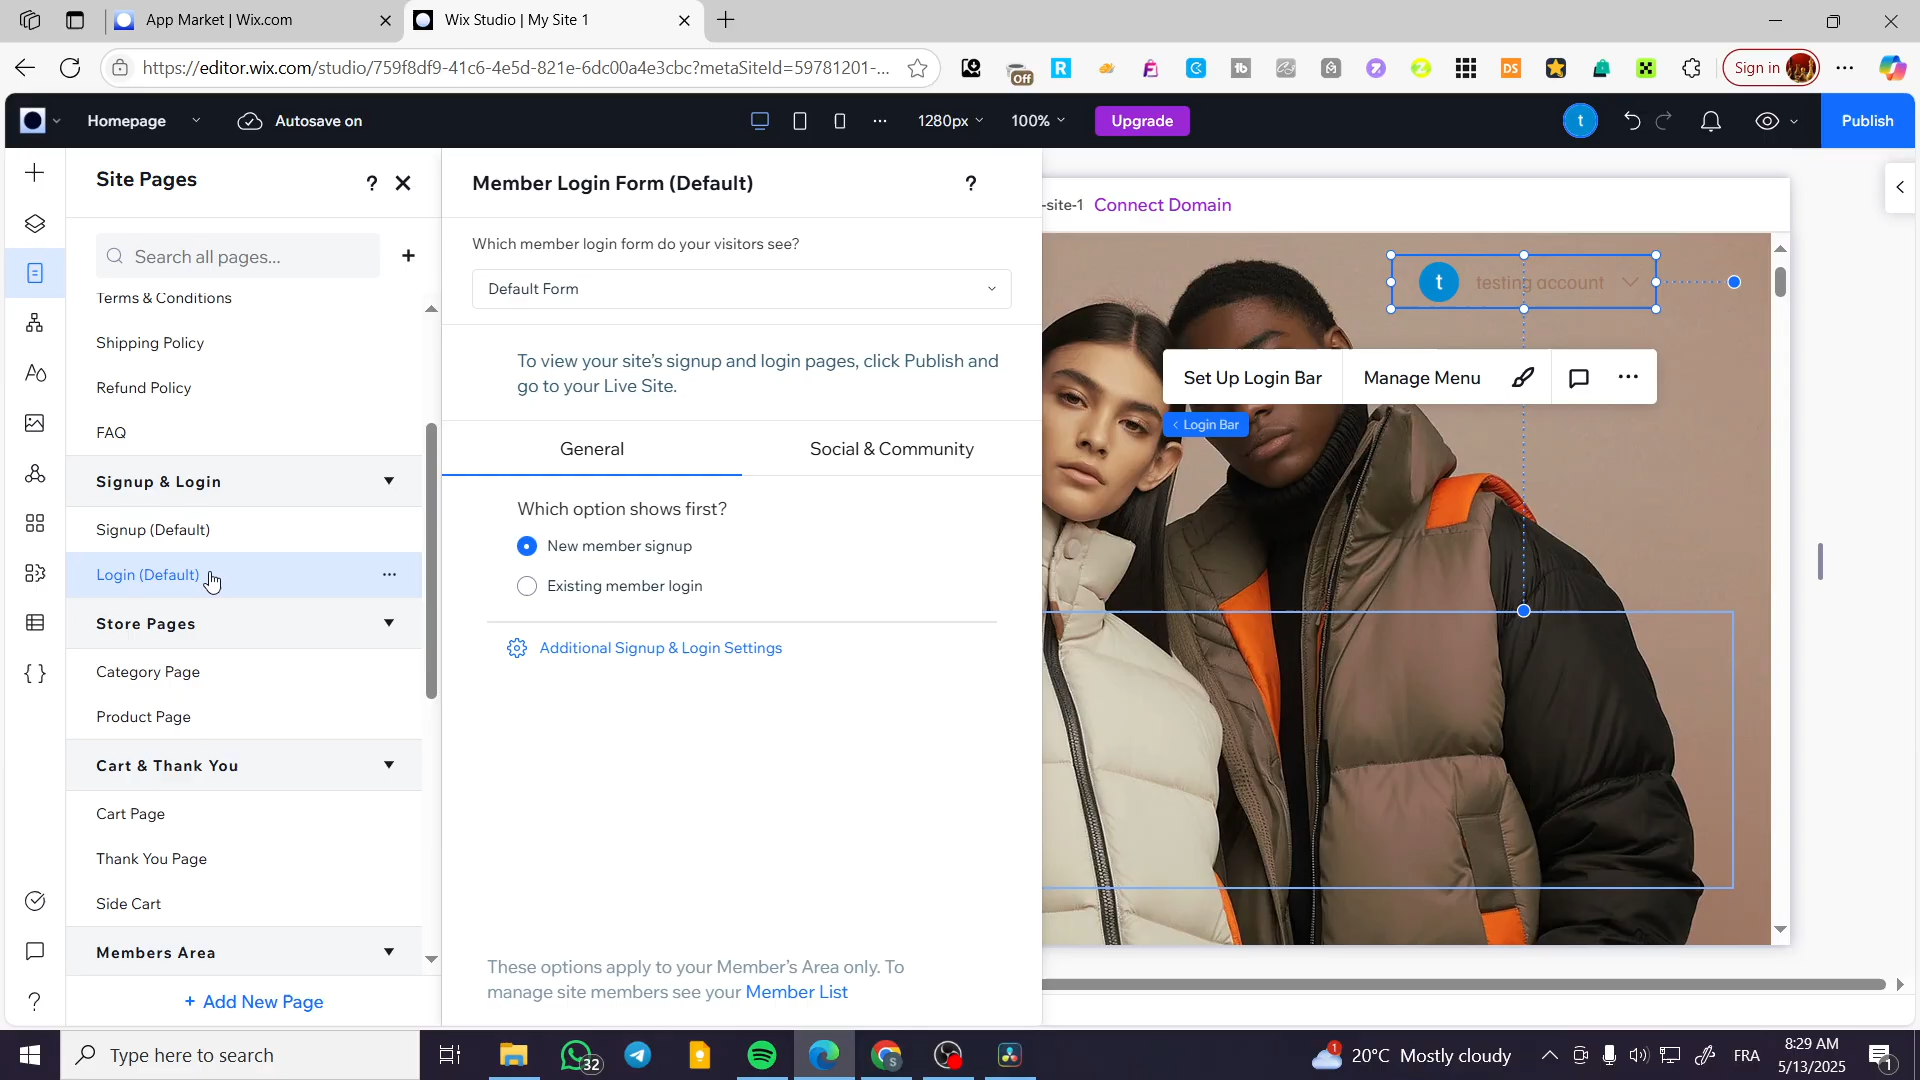 App Market | Wix.com
Wix Studio | My Site 1
https://editor.wix.com/studio/759f8df9-41c6-4e5d-821e-6dc00a4e3cbc?metaSiteId=59781201-...
Off
R
tb
DS
Sign in
Homepage
Autosave on
1280px
100%
Upgrade
t
Publish
Site Pages
?
Search all pages...
Terms & Conditions
Shipping Policy
Refund Policy
FAQ
Signup & Login
Signup (Default)
Login (Default)
Store Pages
Category Page
Product Page
Cart & Thank You
Cart Page
Thank You Page
Side Cart
Members Area
+ Add New Page
Member Login Form (Default)
?
Which member login form do your visitors see?
Default Form
To view your site's signup and login pages, click Publish and
go to your Live Site.
General
Social & Community
Which option shows first?
New member signup
Existing member login
Additional Signup & Login Settings
These options apply to your Member's Area only. To
manage site members see your Member List
-site-1 Connect Domain
t testing account
Set Up Login Bar
Manage Menu
< Login Bar
Type here to search
32
S
1
20°C Mostly cloudy
FRA
8:29 AM
5/13/2025
1